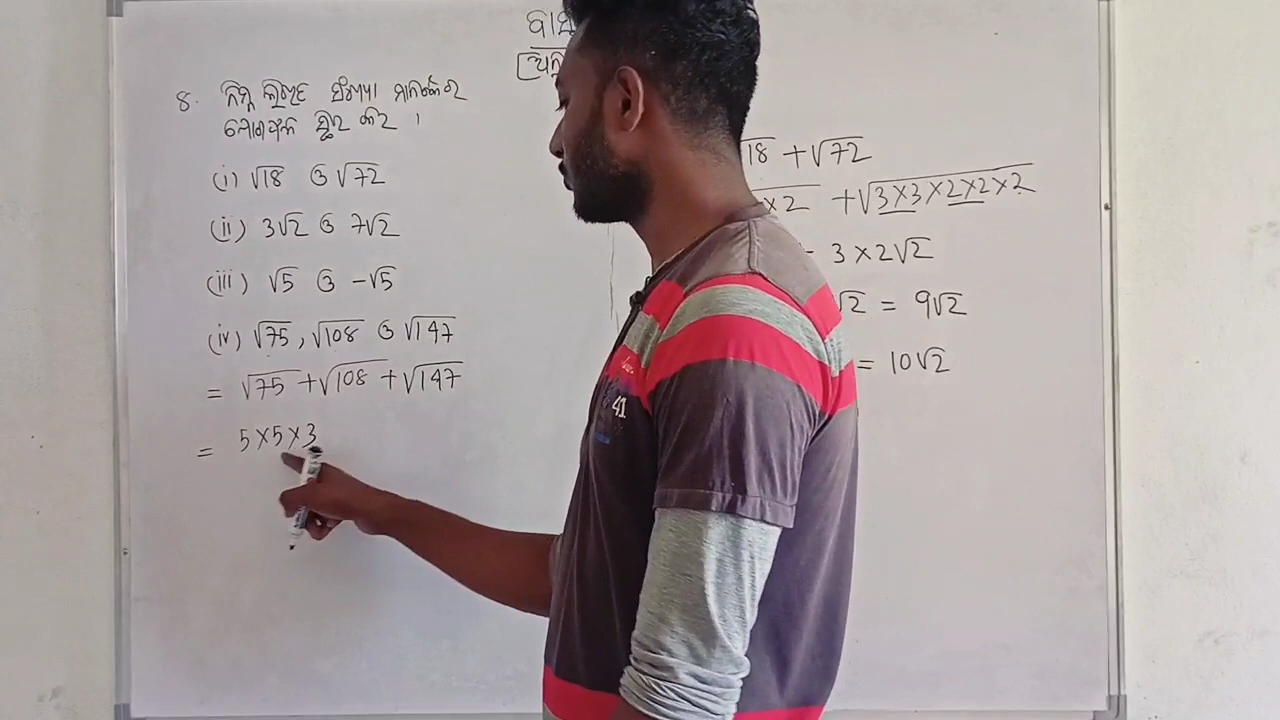 ବାସ୍
ଅନୁ
୪. ନିମ୍ନ ଲିଖିତ ସଂଖ୍ୟା ମାନଙ୍କର
ଯୋଗଫଳ ସ୍ଥିର କର ।
(i) √18 ଓ √72
(ii) 3√2 ଓ 7√2
(iii) √5 ଓ -√5
(iv) √75, √108 ଓ √147
= √75 + √108 + √147
= 5×5×3
√18 + √72
×2 + √3×3×2×2×2
3×2√2
√2 = 9√2
= 10√2
41